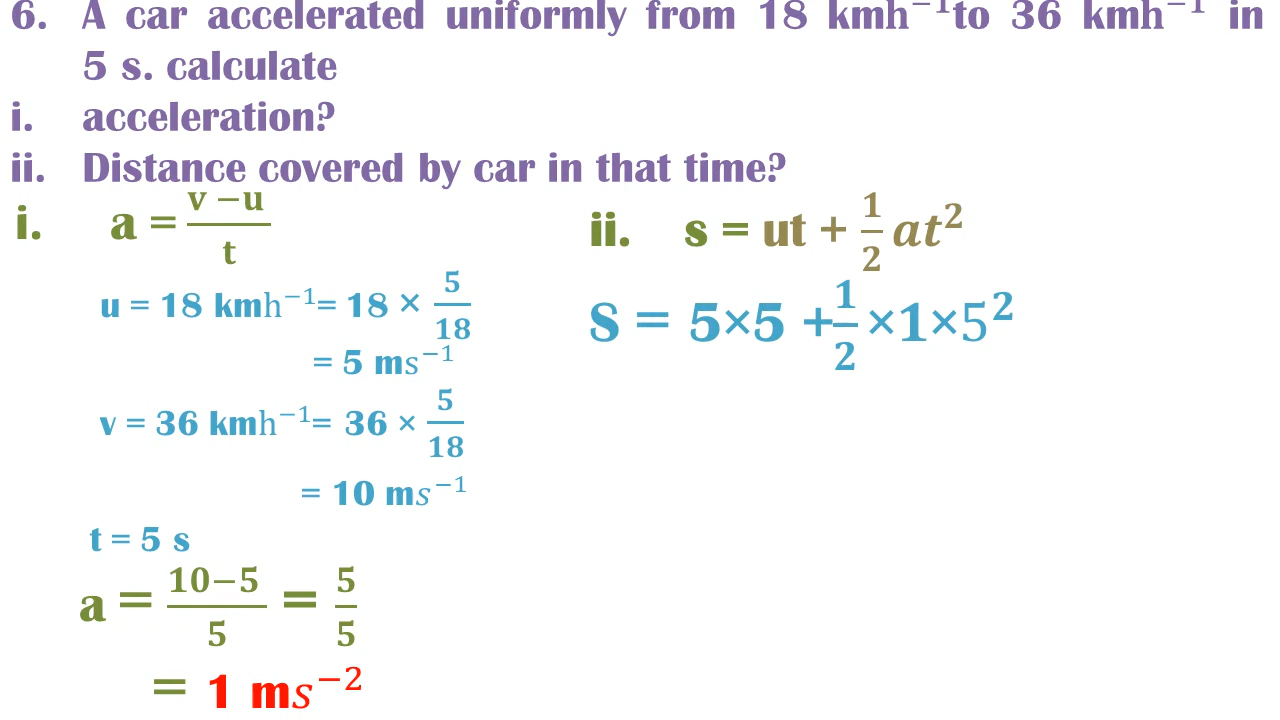 6. A car accelerated uniformly from 18 kmh⁻¹to 36 kmh⁻¹ in
5 s. calculate
i. acceleration?
ii. Distance covered by car in that time?
i. a = (v −u)/t
u = 18 kmh⁻¹= 18 × 5/18
= 5 ms⁻¹
v = 36 kmh⁻¹= 36 × 5/18
= 10 ms⁻¹
t = 5 s
a = (10−5)/5 = 5/5
= 1 ms⁻²
ii. s = ut + 1/2 at²
S = 5×5 +1/2×1×5²